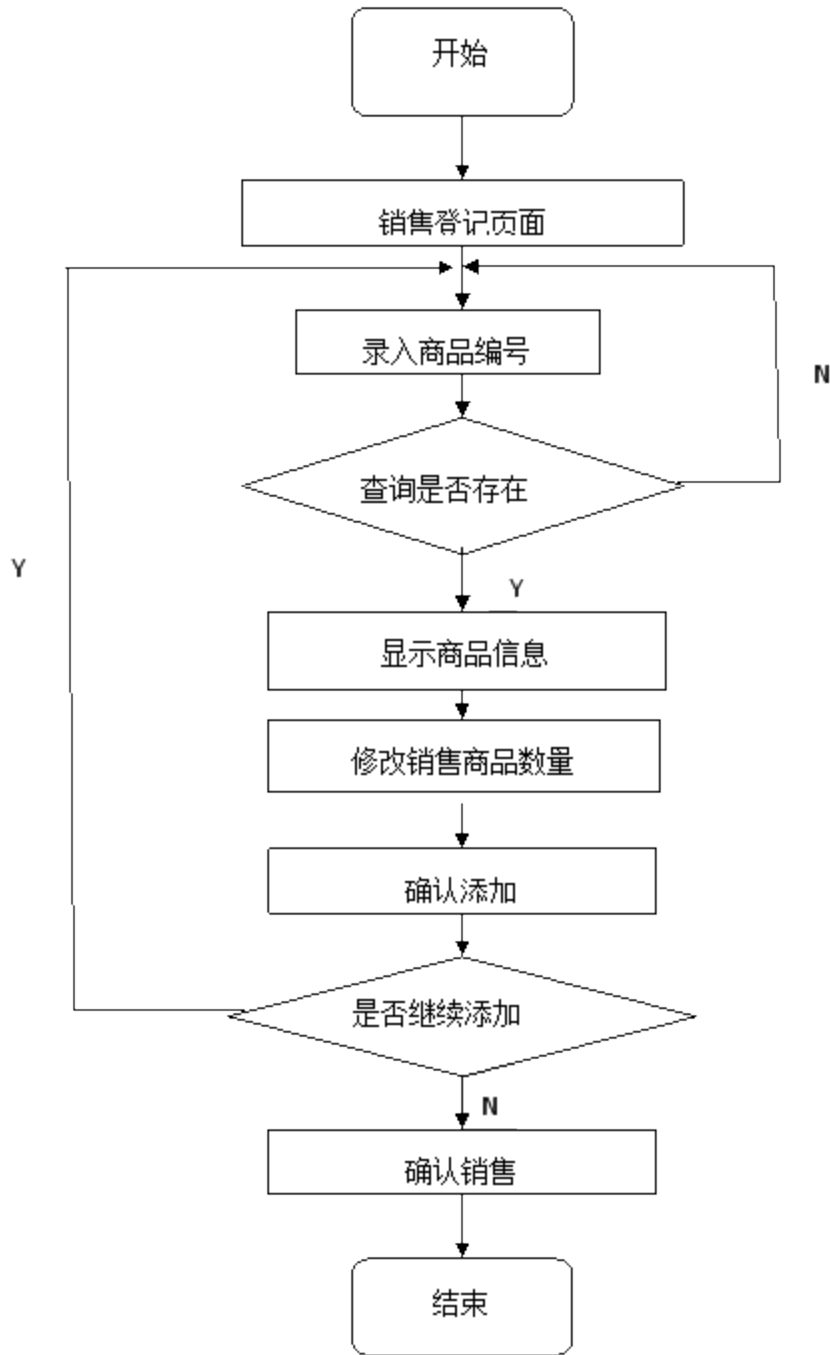 开始
销售登记页面
录入商品编号
N
查询是否存在
Y
Y
显示商品信息
修改销售商品数量
确认添加
是否继续添加
N
确认销售
结束